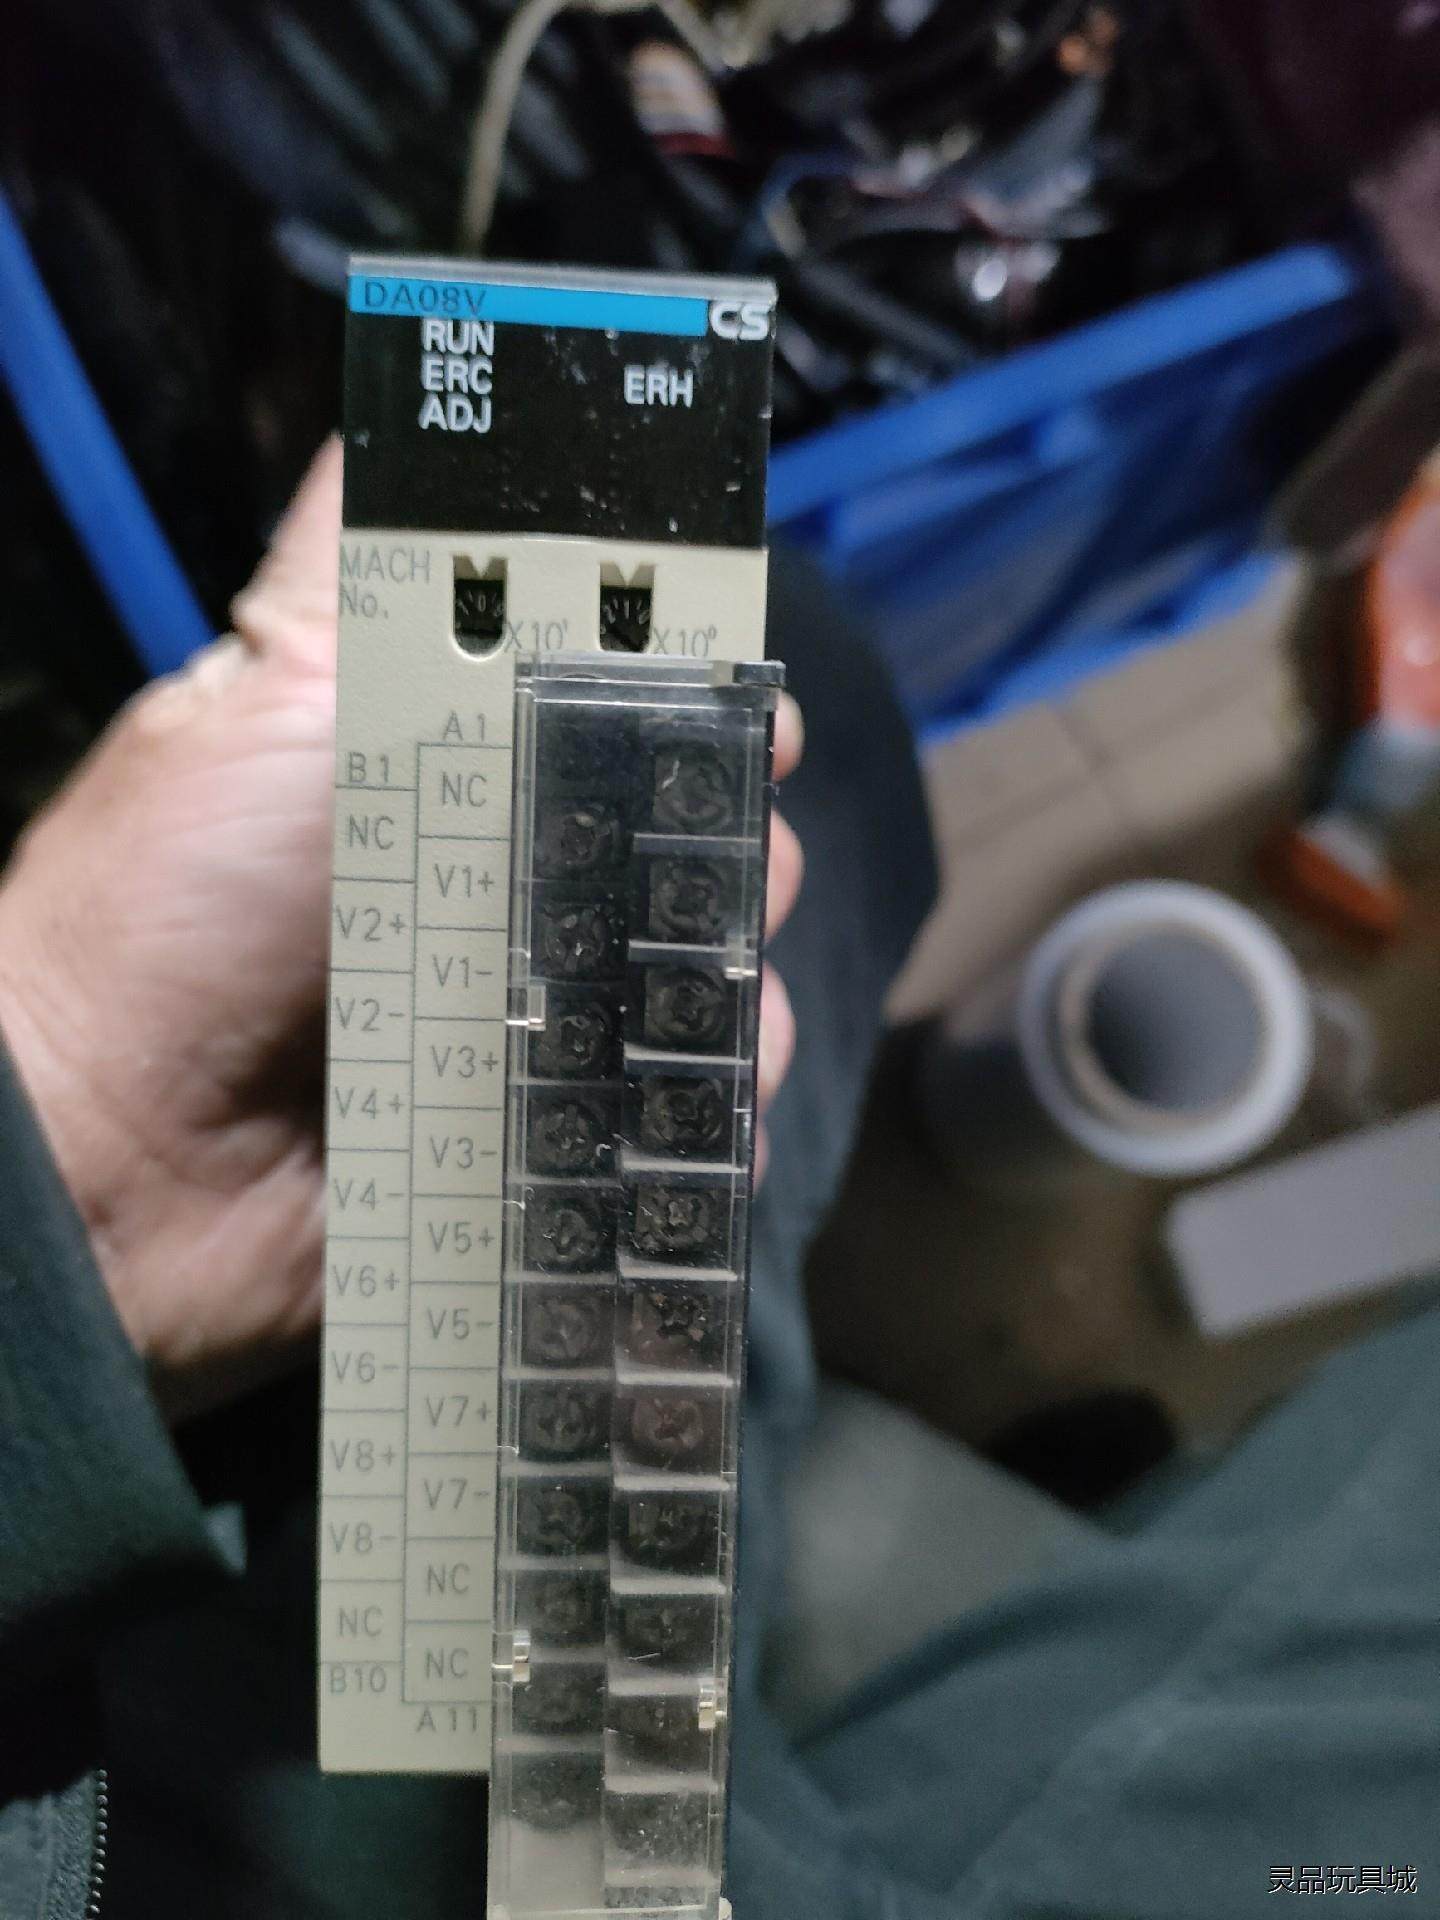 DA08V CS
RUN
ERC ERH
ADJ
MACH
No.
X10¹ X10⁰
A1
B1
NC
NC
V1+
V2+
V1-
V2-
V3+
V4+
V3-
V4-
V5+
V6+
V5-
V6-
V7+
V8+
V7-
V8-
NC
NC
NC
B10
A11
灵品玩具城